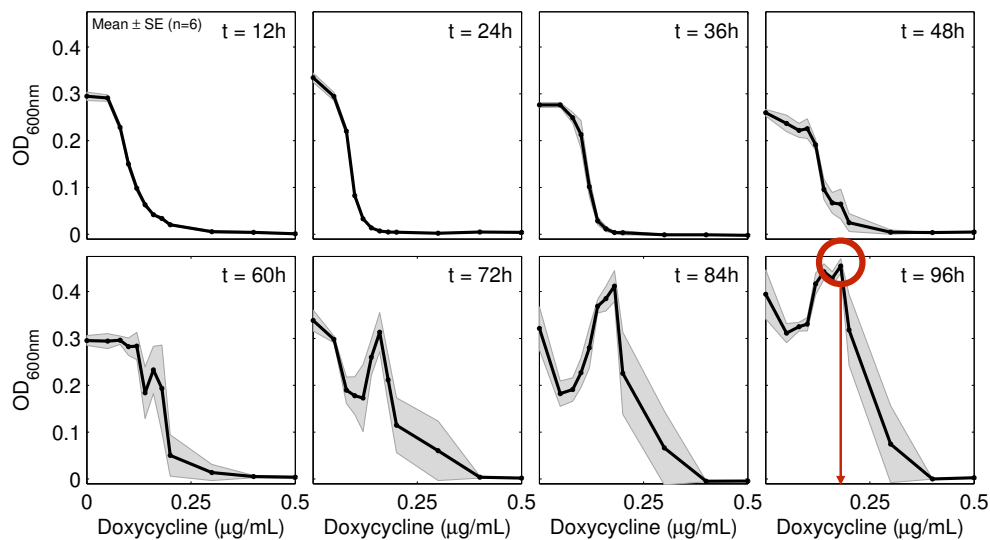 Mean ± SE (n=6)
t = 12h
t = 24h
t = 36h
t = 48h
0.4
0.3
0.2
0.1
0
OD600nm
t = 60h
t = 72h
t = 84h
t = 96h
0.4
0.3
0.2
0.1
0
OD600nm
0 0.25 0.5
0.25 0.5
0.25 0.5
0.25 0.5
Doxycycline (μg/mL)
Doxycycline (μg/mL)
Doxycycline (μg/mL)
Doxycycline (μg/mL)